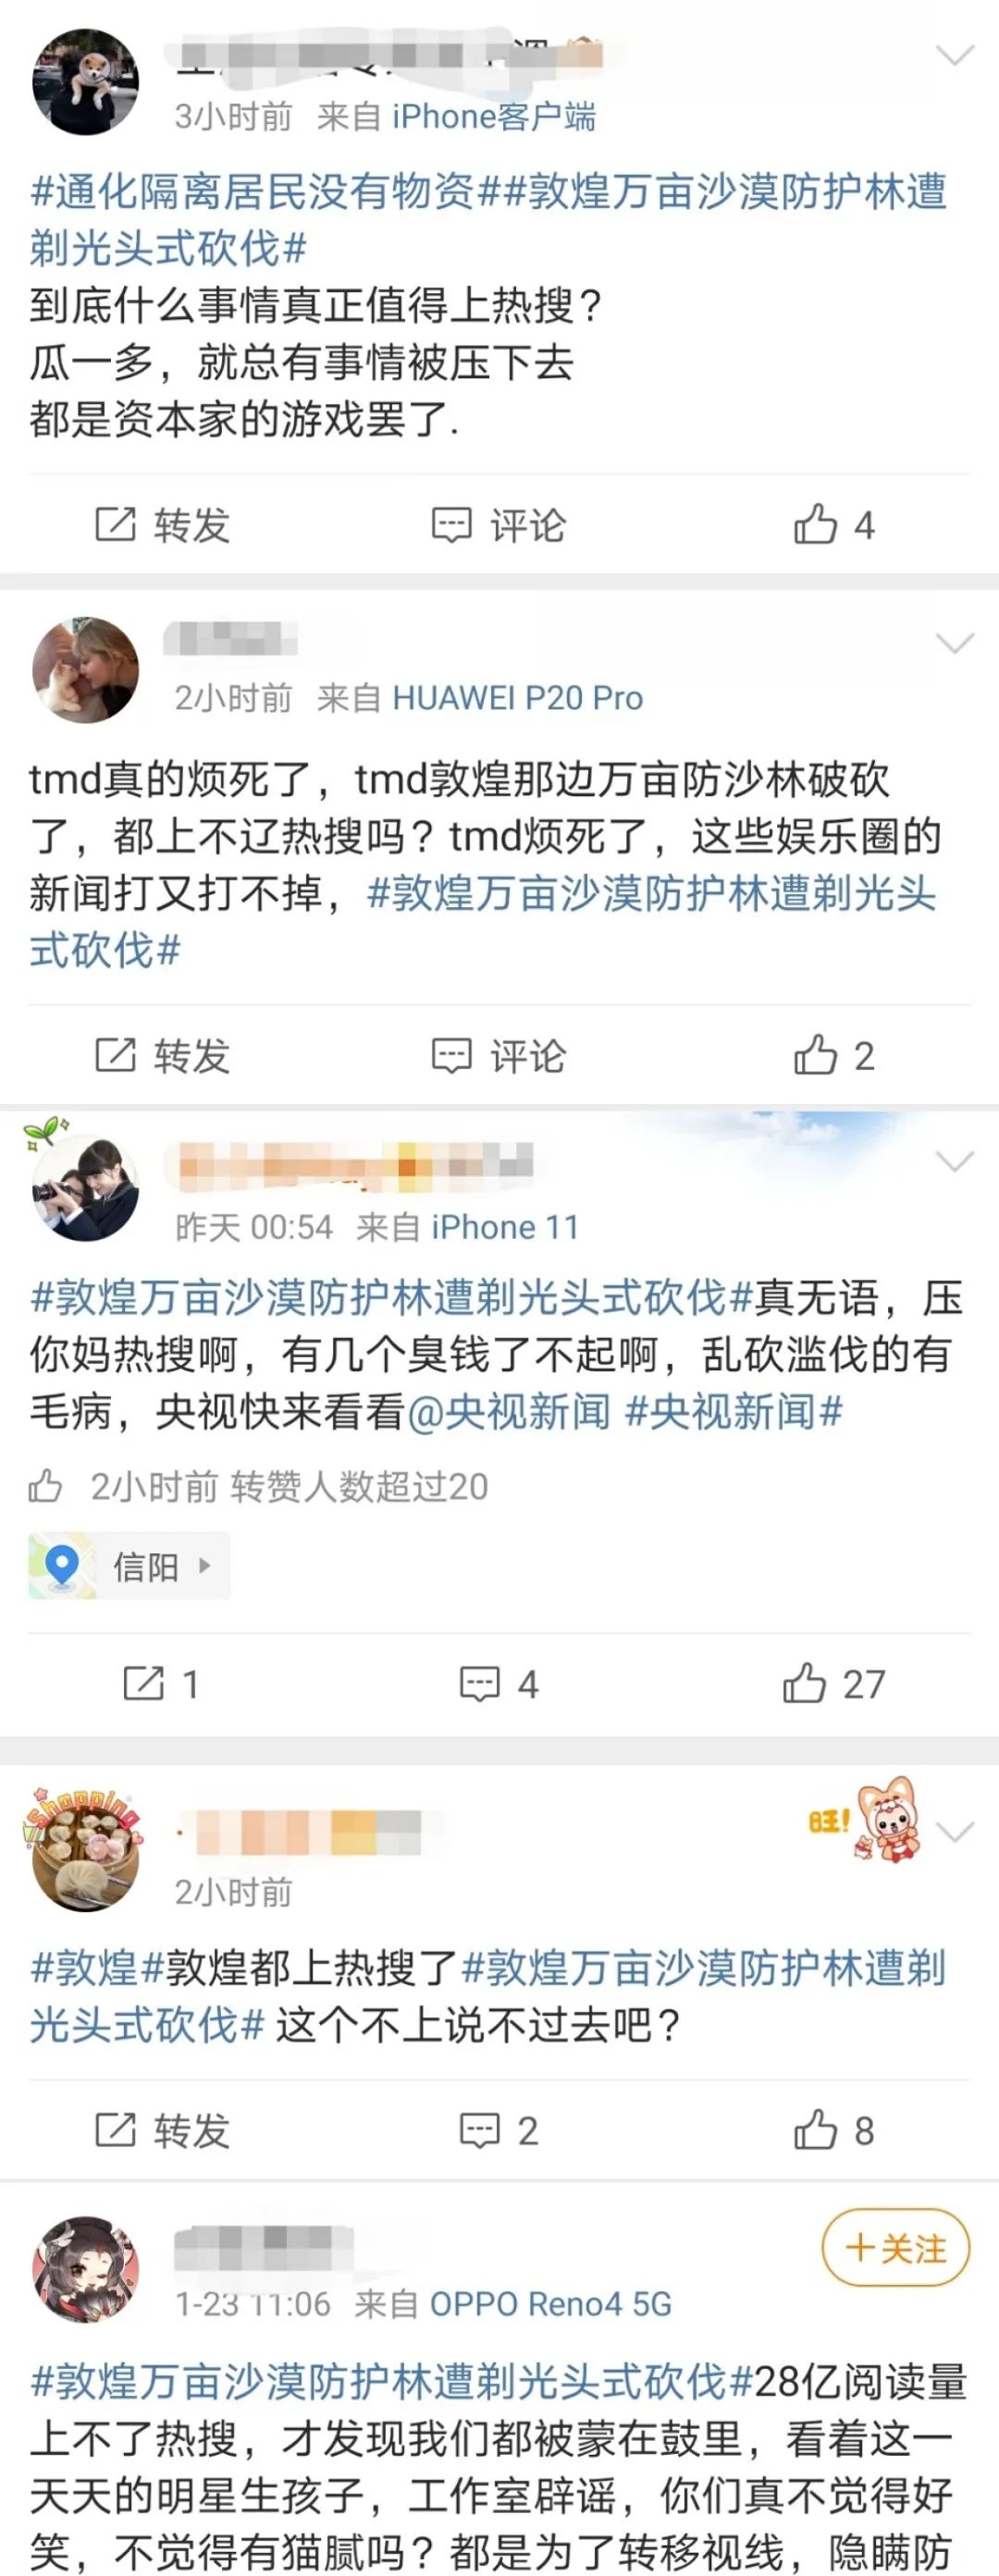 3小时前 来自 iPhone客户端
#通化隔离居民没有物资##敦煌万亩沙漠防护林遭
剃光头式砍伐#
到底什么事情真正值得上热搜？
瓜一多，就总有事情被压下去
都是资本家的游戏罢了.
转发 评论 4
2小时前 来自 HUAWEI P20 Pro
tmd真的烦死了，tmd敦煌那边万亩防沙林破砍
了，都上不辽热搜吗？tmd烦死了，这些娱乐圈的
新闻打又打不掉，#敦煌万亩沙漠防护林遭剃光头
式砍伐#
转发 评论 2
昨天 00:54 来自 iPhone 11
#敦煌万亩沙漠防护林遭剃光头式砍伐#真无语，压
你妈热搜啊，有几个臭钱了不起啊，乱砍滥伐的有
毛病，央视快来看看@央视新闻 #央视新闻#
2小时前 转赞人数超过20
信阳
1 4 27
shopping
旺!
2小时前
#敦煌#敦煌都上热搜了#敦煌万亩沙漠防护林遭剃
光头式砍伐# 这个不上说不过去吧？
转发 2 8
+关注
1-23 11:06 来自 OPPO Reno4 5G
#敦煌万亩沙漠防护林遭剃光头式砍伐#28亿阅读量
上不了热搜，才发现我们都被蒙在鼓里，看着这一
天天的明星生孩子，工作室辟谣，你们真不觉得好
笑，不觉得有猫腻吗？都是为了转移视线，隐瞒防